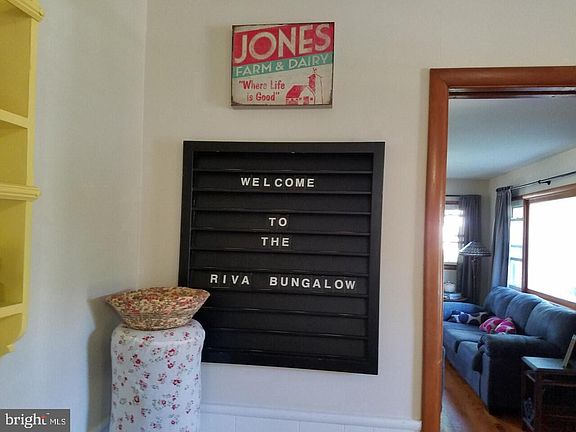 JONES
FARM & DAIRY
"Where Life
is Good"
WELCOME
TO
THE
RIVA BUNGALOW
bright MLS